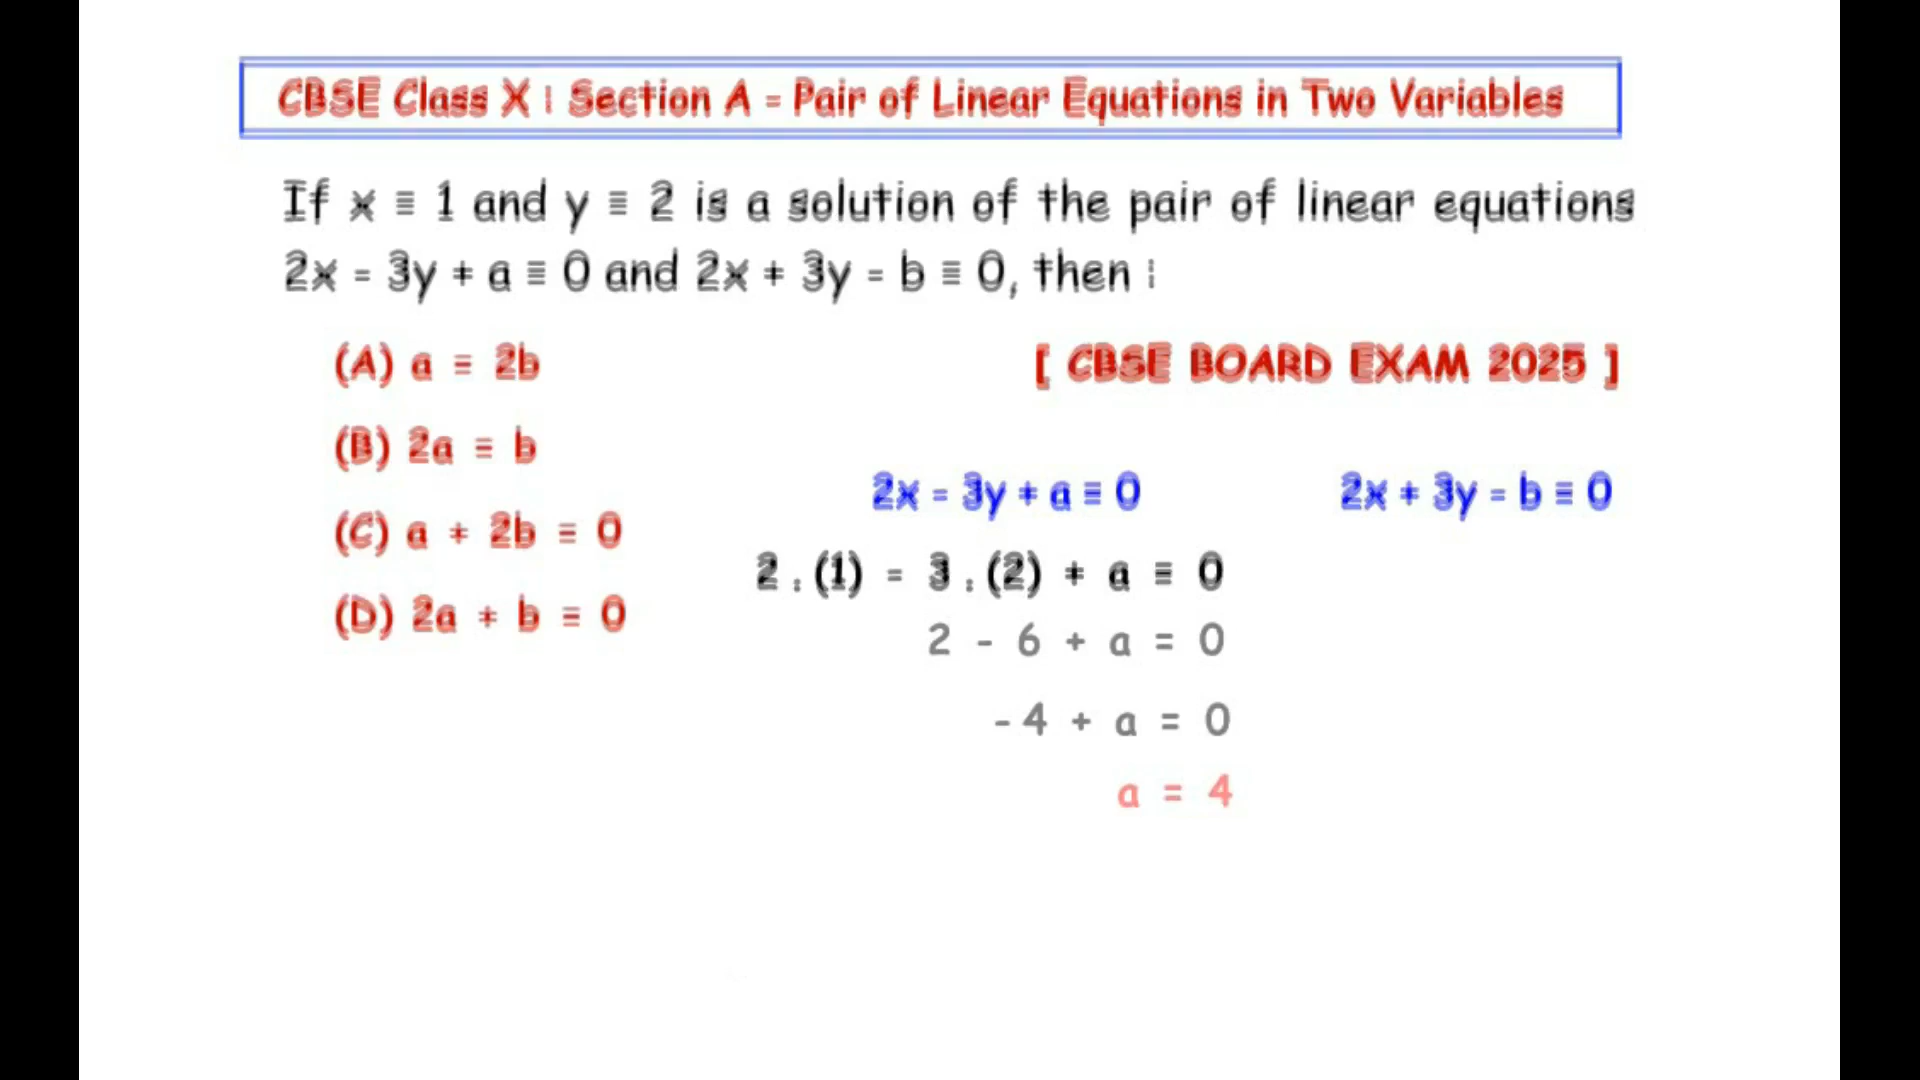 CBSE Class X : Section A - Pair of Linear Equations in Two Variables
If x = 1 and y = 2 is a solution of the pair of linear equations
2x - 3y + a = 0 and 2x + 3y - b = 0, then :
(A) a = 2b
[ CBSE BOARD EXAM 2025 ]
(B) 2a = b
(C) a + 2b = 0
(D) 2a + b = 0
2x - 3y + a = 0
2x + 3y - b = 0
2 . (1) - 3 . (2) + a = 0
2 - 6 + a = 0
- 4 + a = 0
a = 4